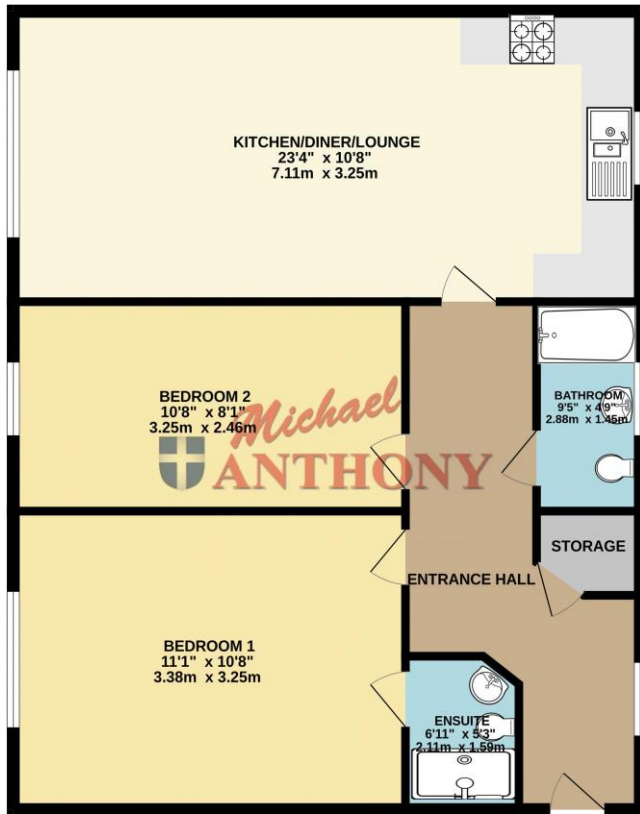 KITCHEN/DINER/LOUNGE
23'4" x 10'8"
7.11m x 3.25m
BEDROOM 2
10'8" x 8'1"
3.25m x 2.46m
BATHROOM
9'5" x 4'9"
2.88m x 1.45m
Michael
ANTHONY
STORAGE
ENTRANCE HALL
BEDROOM 1
11'1" x 10'8"
3.38m x 3.25m
ENSUITE
6'11" x 5'3"
2.11m x 1.59m